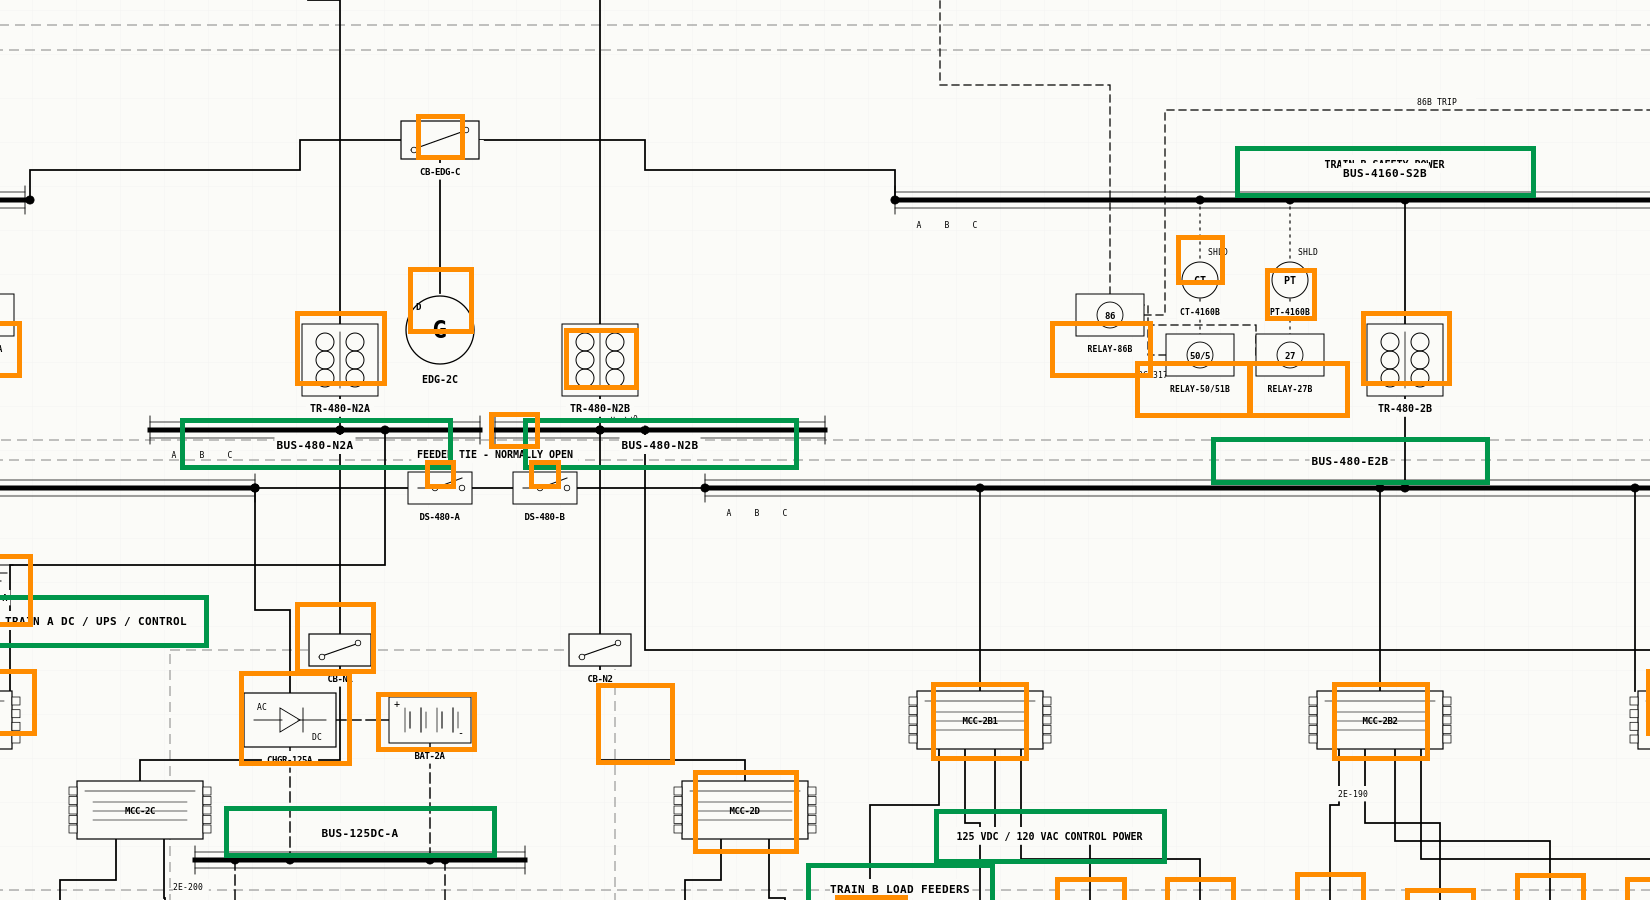 86B TRIP
TRAIN B SAFETY POWER
BUS-4160-S2B
CB-EDG-C
A B C
SHLD
SHLD
CT
PT
D
G
86
CT-4160B
PT-4160B
RELAY-86B
50/5
27
EDG-2C
RELAY-50/51B
RELAY-27B
TR-480-N2A
TR-480-N2B
TR-480-2B
BUS-480-N2A
BUS-480-N2B
A B C
FEEDER TIE - NORMALLY OPEN
BUS-480-E2B
DS-480-A
DS-480-B
A B C
TRAIN A DC / UPS / CONTROL
CB-N1
CB-N2
AC
DC
+
-
MCC-2B1
MCC-2B2
CHGR-125A
BAT-2A
2E-190
MCC-2C
MCC-2D
BUS-125DC-A
125 VDC / 120 VAC CONTROL POWER
2E-200
TRAIN B LOAD FEEDERS